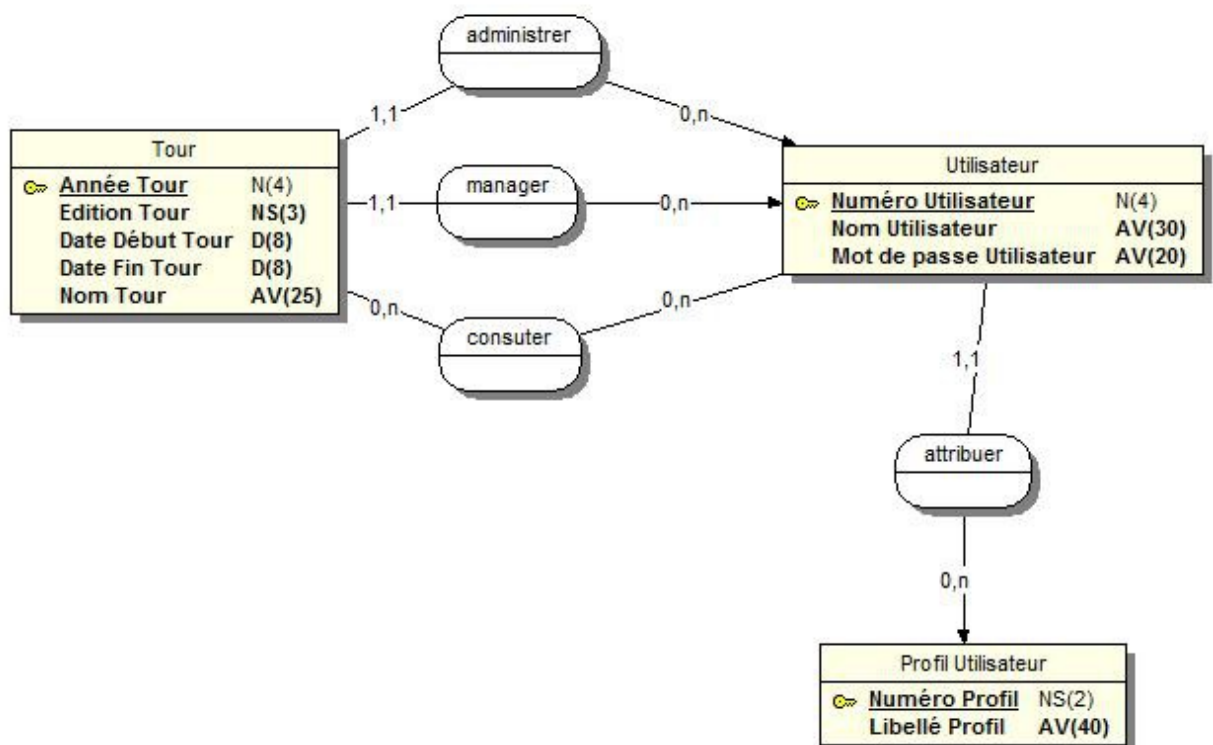 administrer
1,1
0,n
Tour
Année Tour N(4)
Edition Tour NS(3)
Date Début Tour D(8)
Date Fin Tour D(8)
Nom Tour AV(25)
manager
1,1
0,n
Utilisateur
Numéro Utilisateur N(4)
Nom Utilisateur AV(30)
Mot de passe Utilisateur AV(20)
0,n
0,n
consuter
1,1
attribuer
0,n
Profil Utilisateur
Numéro Profil NS(2)
Libellé Profil AV(40)